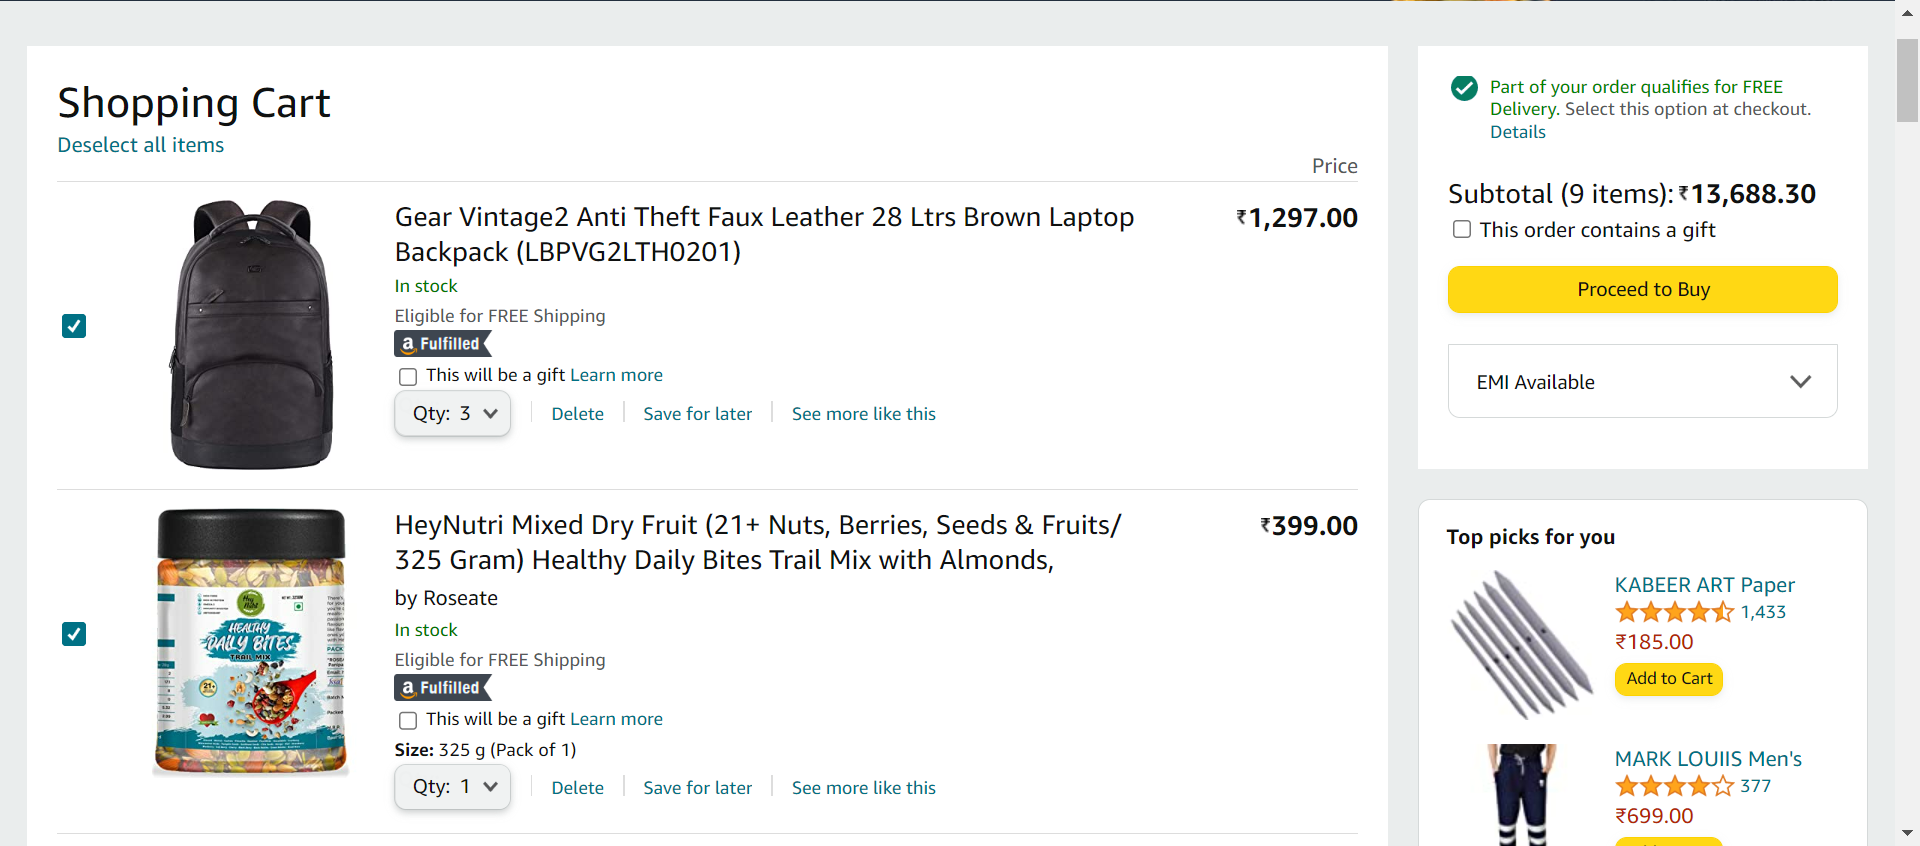 Shopping Cart
Deselect all items
Price
Gear Vintage2 Anti Theft Faux Leather 28 Ltrs Brown Laptop
Backpack (LBPVG2LTH0201)
₹1,297.00
In stock
Eligible for FREE Shipping
a Fulfilled
This will be a gift Learn more
Qty: 3
Delete
Save for later
See more like this
HeyNutri Mixed Dry Fruit (21+ Nuts, Berries, Seeds & Fruits/
325 Gram) Healthy Daily Bites Trail Mix with Almonds,
₹399.00
by Roseate
In stock
Eligible for FREE Shipping
a Fulfilled
This will be a gift Learn more
Size: 325 g (Pack of 1)
Qty: 1
Delete
Save for later
See more like this
HEALTHY
DAILY BITES
TRAIL MIX
21+
Part of your order qualifies for FREE
Delivery. Select this option at checkout.
Details
Subtotal (9 items): ₹13,688.30
This order contains a gift
Proceed to Buy
EMI Available
Top picks for you
KABEER ART Paper
1,433
₹185.00
Add to Cart
MARK LOUIIS Men's
377
₹699.00